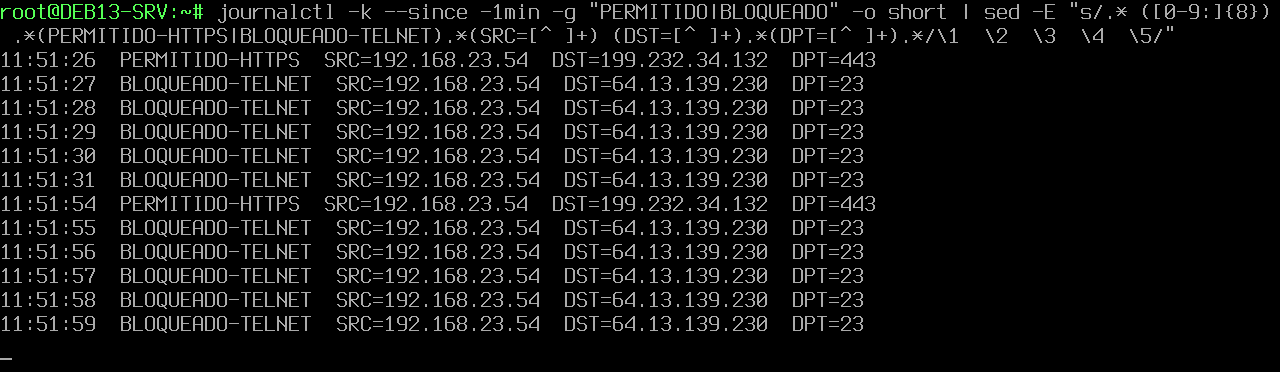 root@DEB13-SRV:~# journalctl -k --since -1min -g "PERMITIDO|BLOQUEADO" -o short | sed -E "s/.* ([0-9:]{8})
 .*(PERMITIDO-HTTPS|BLOQUEADO-TELNET).*(SRC=[^ ]+) (DST=[^ ]+).*(DPT=[^ ]+).*/\1  \2  \3  \4  \5/"
11:51:26  PERMITIDO-HTTPS  SRC=192.168.23.54  DST=199.232.34.132  DPT=443
11:51:27  BLOQUEADO-TELNET  SRC=192.168.23.54  DST=64.13.139.230  DPT=23
11:51:28  BLOQUEADO-TELNET  SRC=192.168.23.54  DST=64.13.139.230  DPT=23
11:51:29  BLOQUEADO-TELNET  SRC=192.168.23.54  DST=64.13.139.230  DPT=23
11:51:30  BLOQUEADO-TELNET  SRC=192.168.23.54  DST=64.13.139.230  DPT=23
11:51:31  BLOQUEADO-TELNET  SRC=192.168.23.54  DST=64.13.139.230  DPT=23
11:51:54  PERMITIDO-HTTPS  SRC=192.168.23.54  DST=199.232.34.132  DPT=443
11:51:55  BLOQUEADO-TELNET  SRC=192.168.23.54  DST=64.13.139.230  DPT=23
11:51:56  BLOQUEADO-TELNET  SRC=192.168.23.54  DST=64.13.139.230  DPT=23
11:51:57  BLOQUEADO-TELNET  SRC=192.168.23.54  DST=64.13.139.230  DPT=23
11:51:58  BLOQUEADO-TELNET  SRC=192.168.23.54  DST=64.13.139.230  DPT=23
11:51:59  BLOQUEADO-TELNET  SRC=192.168.23.54  DST=64.13.139.230  DPT=23